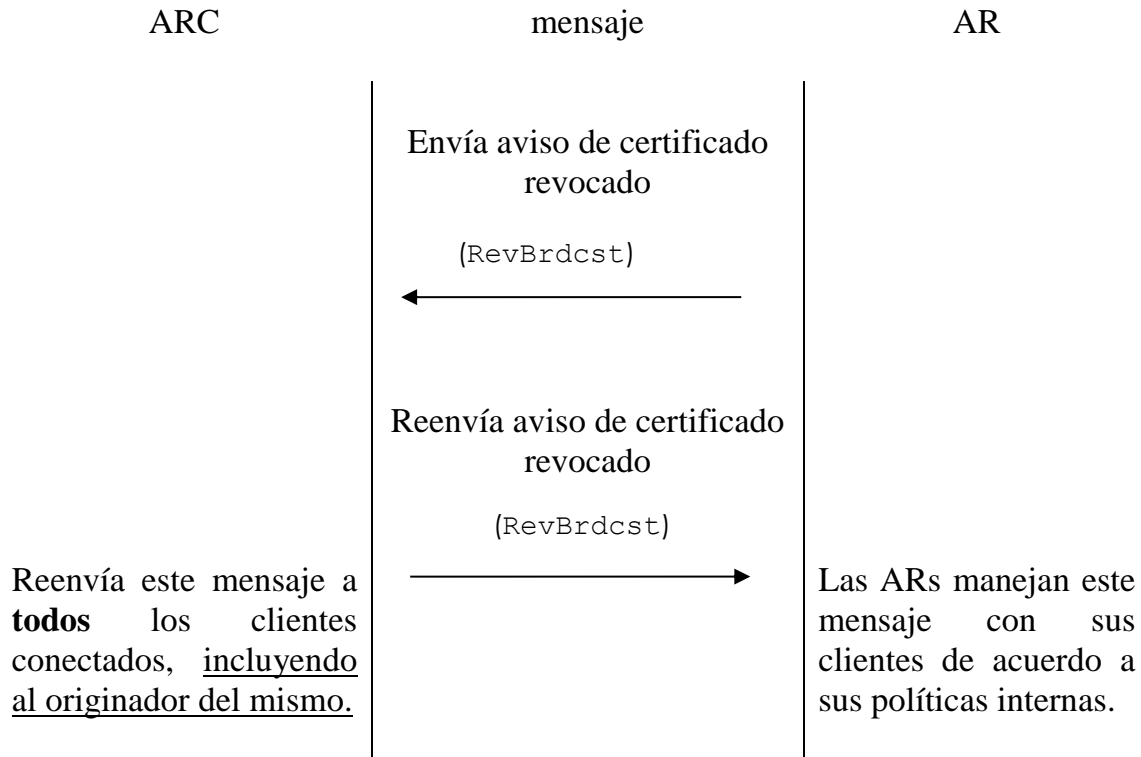 ARC mensaje AR
Envía aviso de certificado
revocado
(RevBrdcst)
Reenvía aviso de certificado
revocado
(RevBrdcst)
Reenvía este mensaje a
todos los clientes
conectados, incluyendo
al originador del mismo.
Las ARs manejan este
mensaje con sus
clientes de acuerdo a
sus políticas internas.